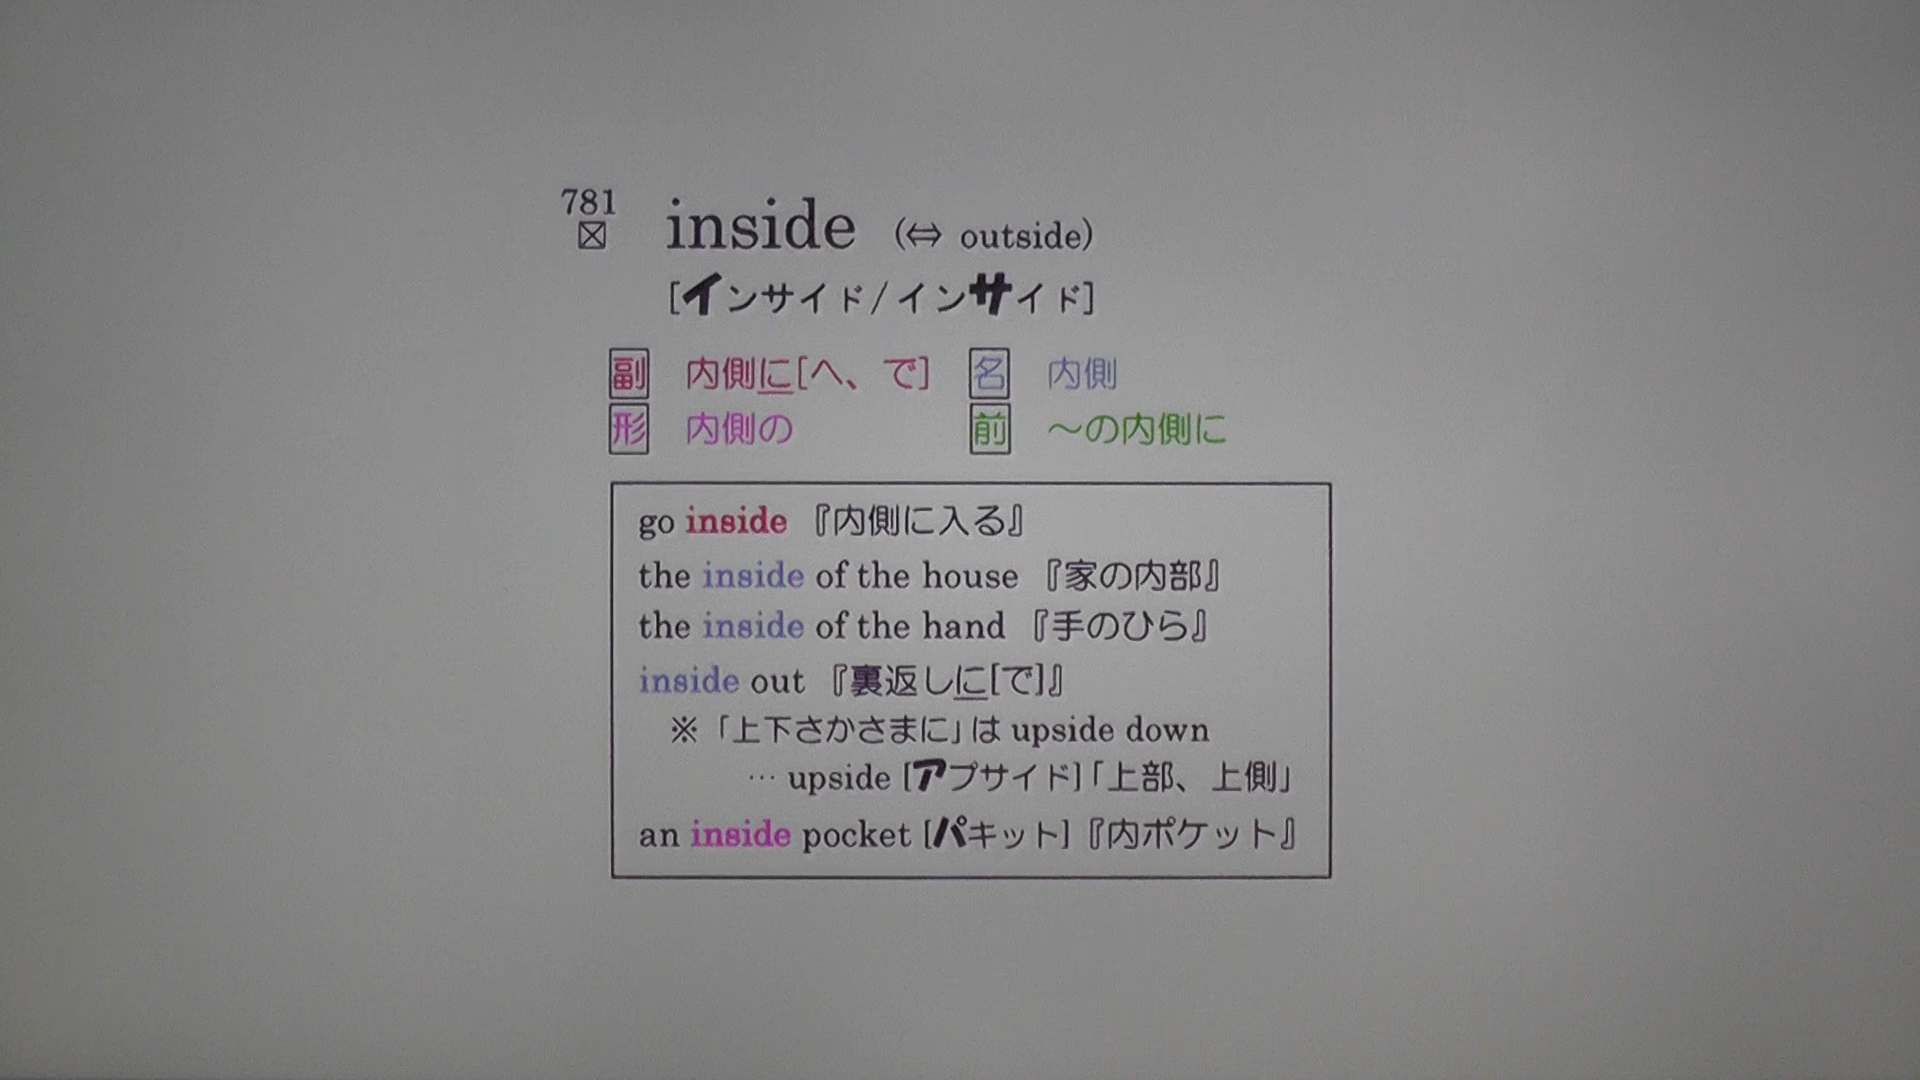 781
☒ inside (⇔ outside)
[インサイド/インサイド]
副 内側に[へ、で] 名 内側
形 内側の 前 〜の内側に
go inside 『内側に入る』
the inside of the house 『家の内部』
the inside of the hand 『手のひら』
inside out 『裏返しに[で]』
※「上下さかさまに」は upside down
… upside [アプサイド]「上部、上側」
an inside pocket [パキット]『内ポケット』